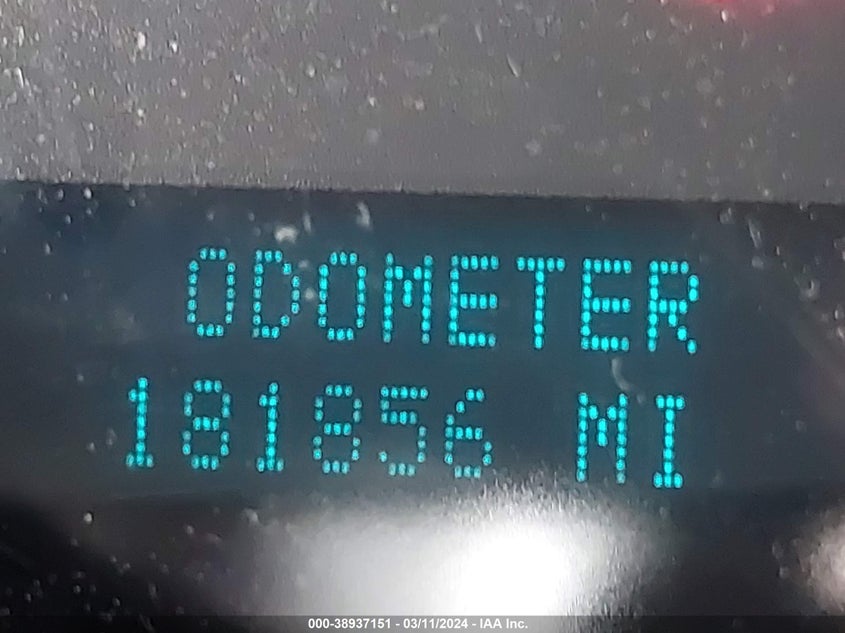 ODOMETER
181856 MI
000-38937151 - 03/11/2024 - IAA Inc.